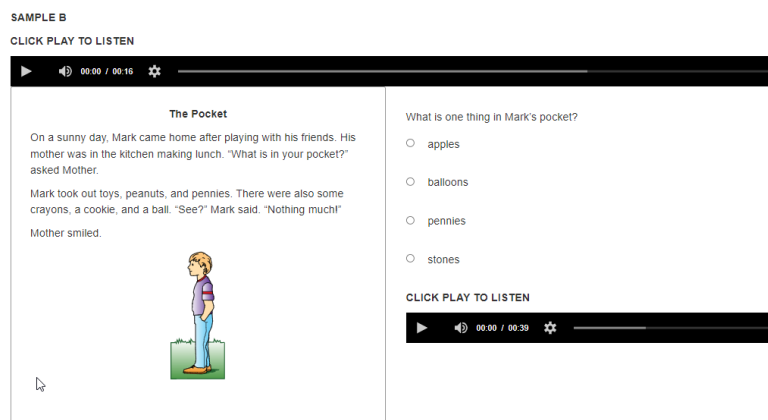 SAMPLE B
CLICK PLAY TO LISTEN
00:00 / 00:16
The Pocket
On a sunny day, Mark came home after playing with his friends. His
mother was in the kitchen making lunch. “What is in your pocket?”
asked Mother.
Mark took out toys, peanuts, and pennies. There were also some
crayons, a cookie, and a ball. “See?” Mark said. “Nothing much!”
Mother smiled.
What is one thing in Mark’s pocket?
apples
balloons
pennies
stones
CLICK PLAY TO LISTEN
00:00 / 00:39